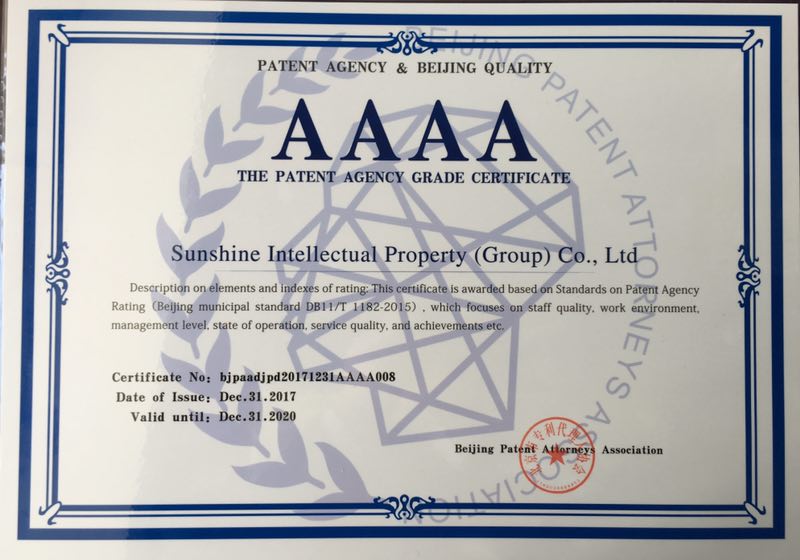 PATENT AGENCY & BEIJING QUALITY
AAAA
THE PATENT AGENCY GRADE CERTIFICATE
Sunshine Intellectual Property (Group) Co., Ltd
Description on elements and indexes of rating: This certificate is awarded based on Standards on Patent Agency
Rating (Beijing municipal standard DB11/T 1182-2015) , which focuses on staff quality, work environment,
management level, state of operation, service quality, and achievements etc.
Certificate No: bjpaadjpd20171231AAAA008
Date of Issue: Dec.31.2017
Valid until: Dec.31.2020
Beijing Patent Attorneys Association
BEIJING PATENT ATTORNEYS ASSOCIATION